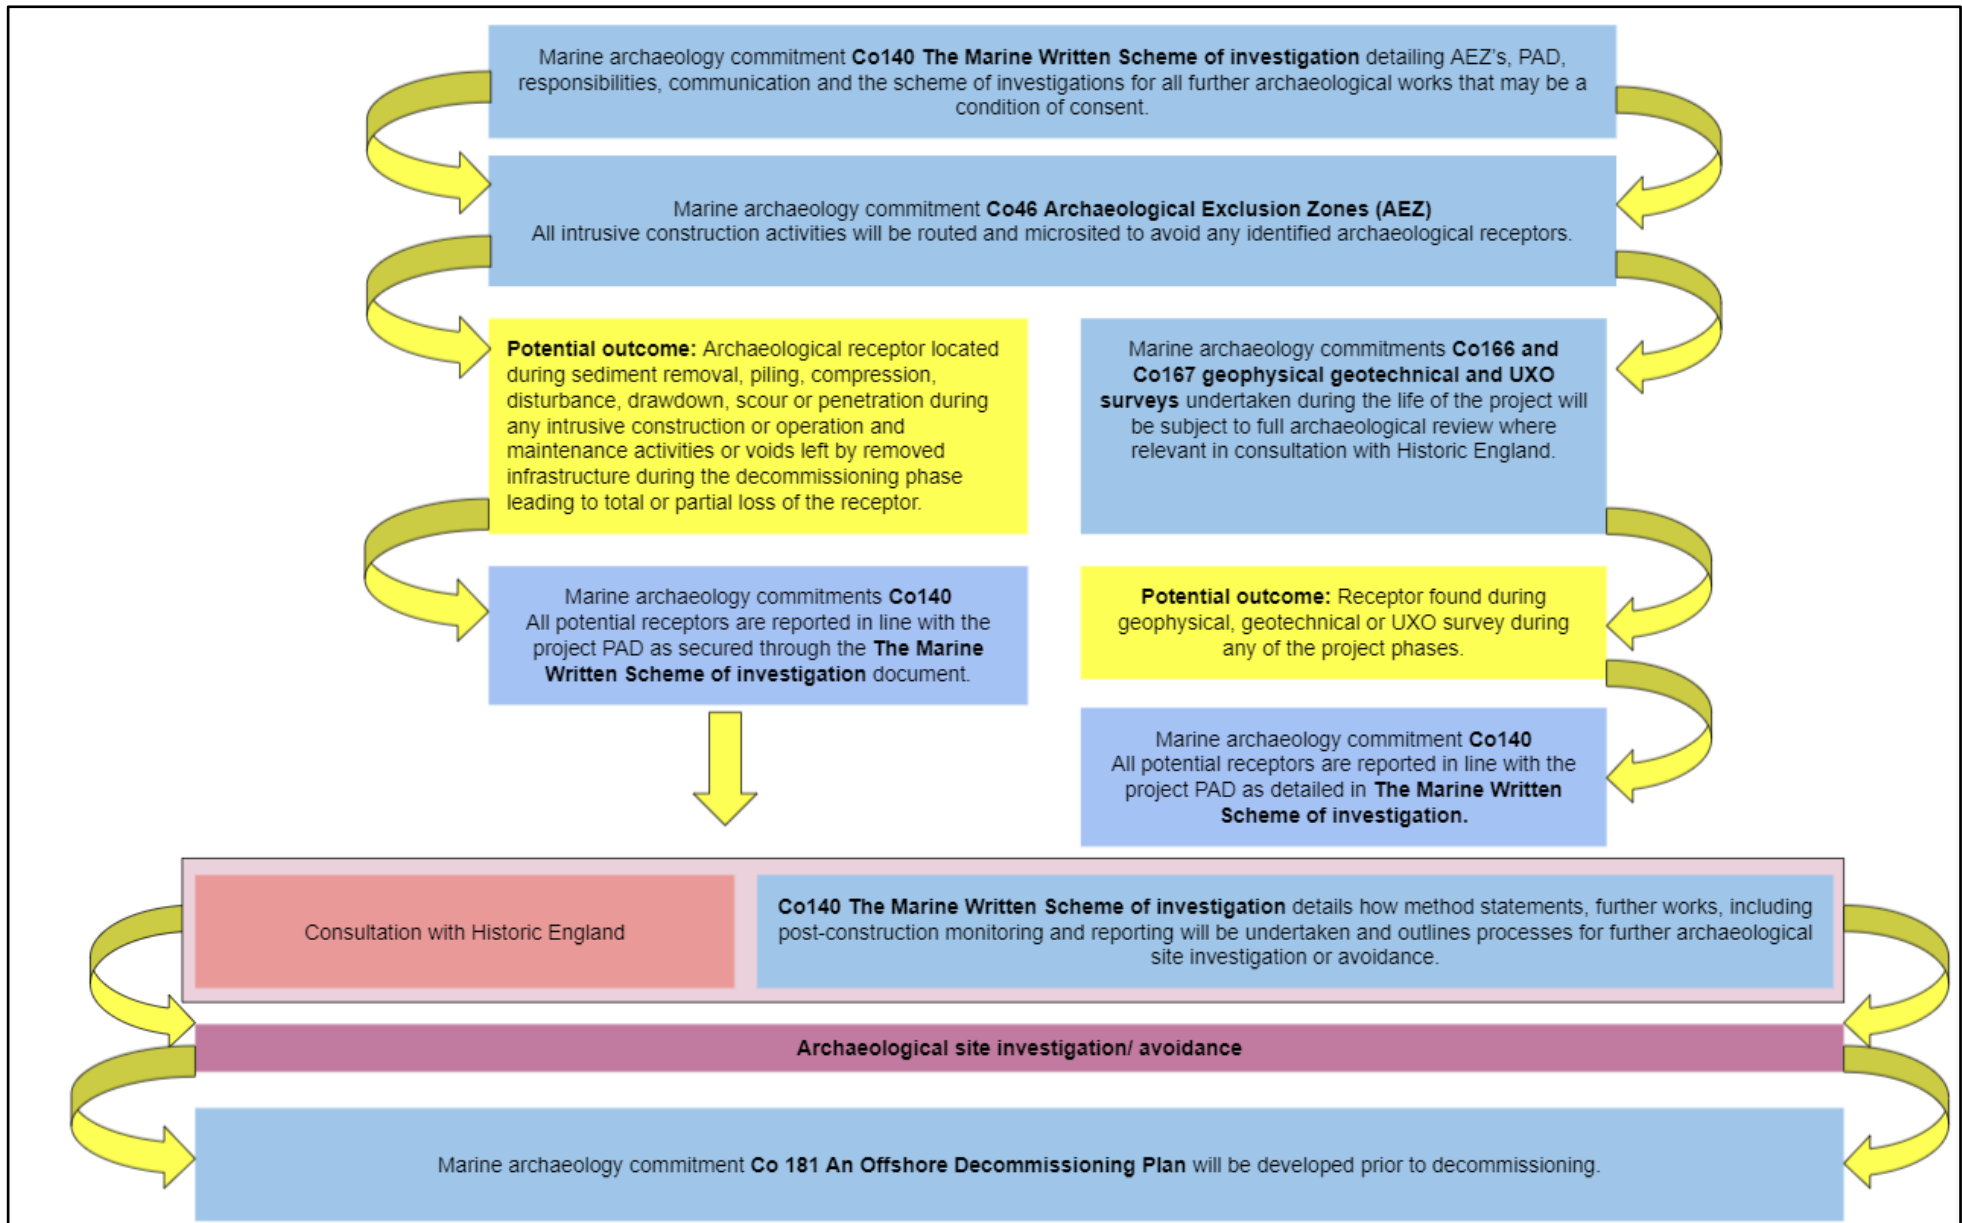 Marine archaeology commitment Co140 The Marine Written Scheme of investigation detailing AEZ's, PAD,
responsibilities, communication and the scheme of investigations for all further archaeological works that may be a
condition of consent.
Marine archaeology commitment Co46 Archaeological Exclusion Zones (AEZ)
All intrusive construction activities will be routed and microsited to avoid any identified archaeological receptors.
Potential outcome: Archaeological receptor located
during sediment removal, piling, compression,
disturbance, drawdown, scour or penetration during
any intrusive construction or operation and
maintenance activities or voids left by removed
infrastructure during the decommissioning phase
leading to total or partial loss of the receptor.
Marine archaeology commitments Co166 and
Co167 geophysical geotechnical and UXO
surveys undertaken during the life of the project will
be subject to full archaeological review where
relevant in consultation with Historic England.
Marine archaeology commitments Co140
All potential receptors are reported in line with the
project PAD as secured through the The Marine
Written Scheme of investigation document.
Potential outcome: Receptor found during
geophysical, geotechnical or UXO survey during
any of the project phases.
Marine archaeology commitment Co140
All potential receptors are reported in line with the
project PAD as detailed in The Marine Written
Scheme of investigation.
Consultation with Historic England
Co140 The Marine Written Scheme of investigation details how method statements, further works, including
post-construction monitoring and reporting will be undertaken and outlines processes for further archaeological
site investigation or avoidance.
Archaeological site investigation/ avoidance
Marine archaeology commitment Co 181 An Offshore Decommissioning Plan will be developed prior to decommissioning.